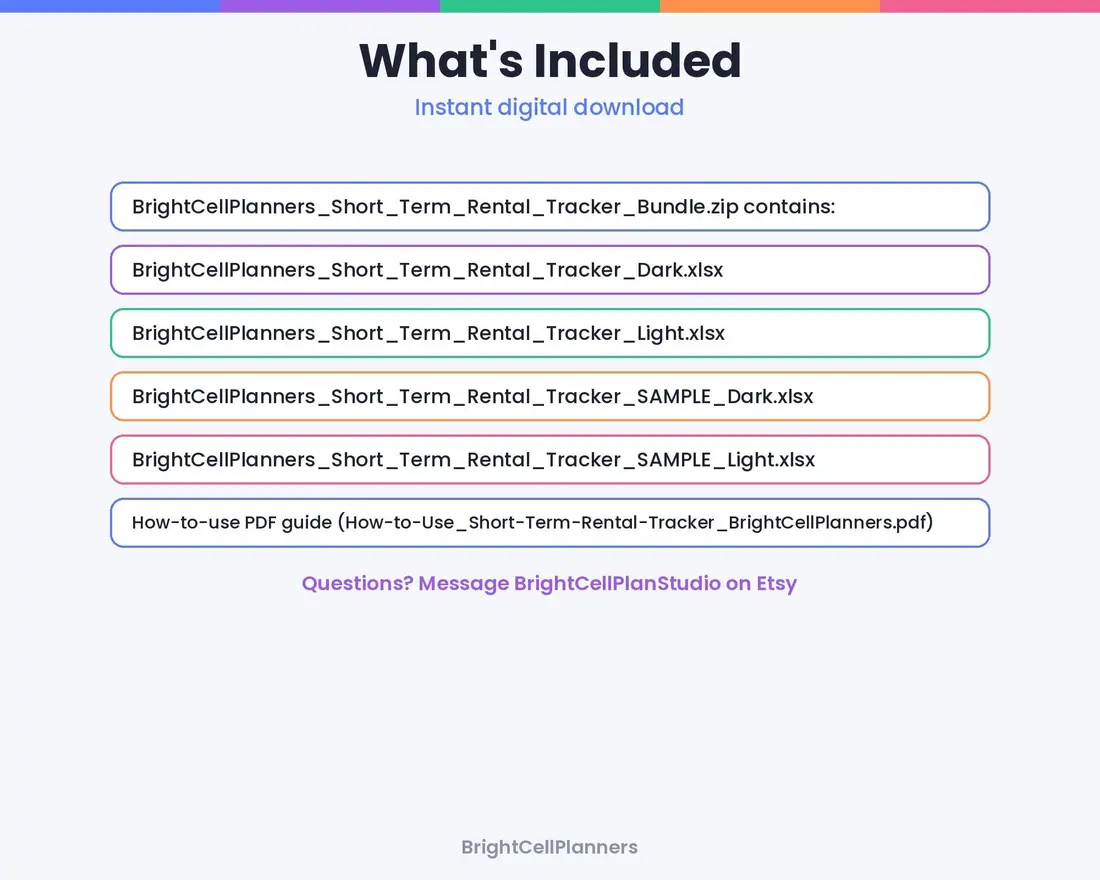 What's Included
Instant digital download
BrightCellPlanners_Short_Term_Rental_Tracker_Bundle.zip contains:
BrightCellPlanners_Short_Term_Rental_Tracker_Dark.xlsx
BrightCellPlanners_Short_Term_Rental_Tracker_Light.xlsx
BrightCellPlanners_Short_Term_Rental_Tracker_SAMPLE_Dark.xlsx
BrightCellPlanners_Short_Term_Rental_Tracker_SAMPLE_Light.xlsx
How-to-use PDF guide (How-to-Use_Short-Term-Rental-Tracker_BrightCellPlanners.pdf)
Questions? Message BrightCellPlanStudio on Etsy
BrightCellPlanners